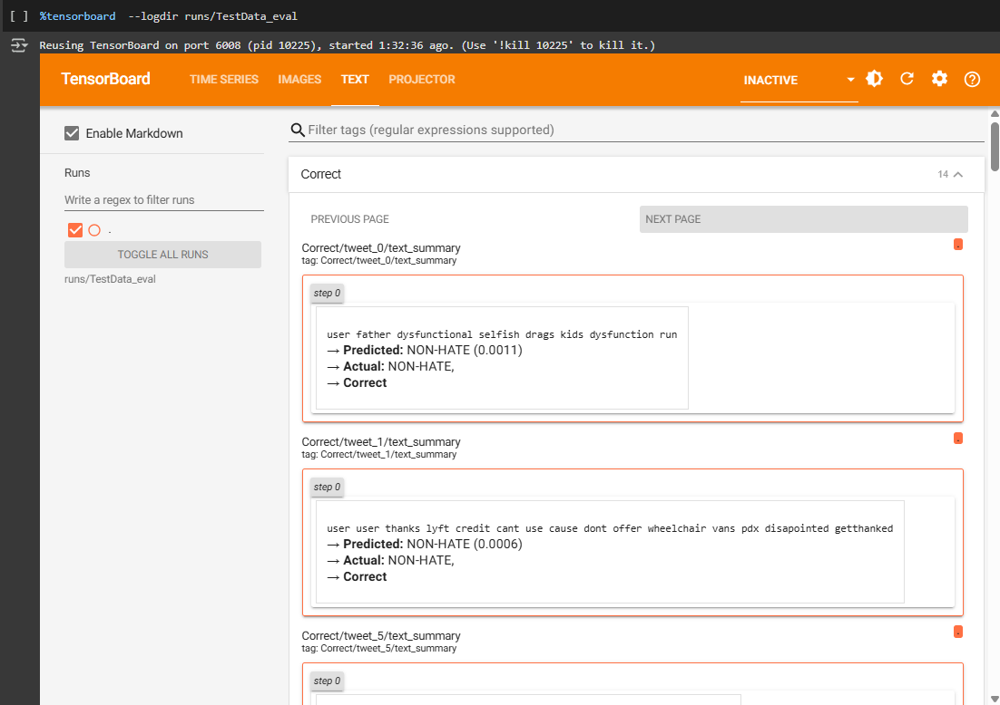 [ ] %tensorboard --logdir runs/TestData_eval
Reusing TensorBoard on port 6008 (pid 10225), started 1:32:36 ago. (Use '!kill 10225' to kill it.)
TensorBoard TIME SERIES IMAGES TEXT PROJECTOR INACTIVE
Enable Markdown
Runs
Write a regex to filter runs
.
TOGGLE ALL RUNS
runs/TestData_eval
Filter tags (regular expressions supported)
Correct 14
PREVIOUS PAGE NEXT PAGE
Correct/tweet_0/text_summary .
tag: Correct/tweet_0/text_summary
step 0
user father dysfunctional selfish drags kids dysfunction run
→ Predicted: NON-HATE (0.0011)
→ Actual: NON-HATE,
→ Correct
Correct/tweet_1/text_summary .
tag: Correct/tweet_1/text_summary
step 0
user user thanks lyft credit cant use cause dont offer wheelchair vans pdx disapointed getthanked
→ Predicted: NON-HATE (0.0006)
→ Actual: NON-HATE,
→ Correct
Correct/tweet_5/text_summary .
tag: Correct/tweet_5/text_summary
step 0